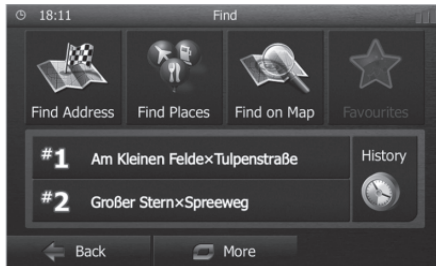 18:11 Find
Find Address Find Places Find on Map Favourites
#1 Am Kleinen Felde×Tulpenstraße History
#2 Großer Stern×Spreeweg
Back More